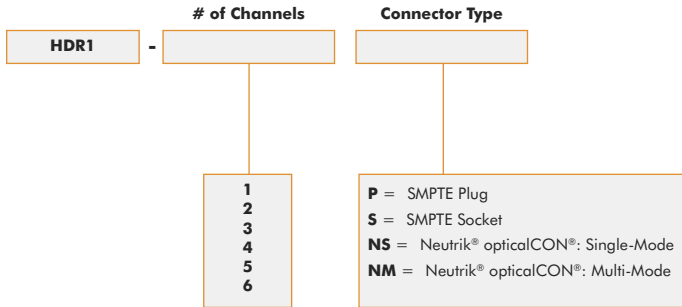 # of Channels Connector Type
HDR1 -
1
2
3
4
5
6
P = SMPTE Plug
S = SMPTE Socket
NS = Neutrik® opticalCON®: Single-Mode
NM = Neutrik® opticalCON®: Multi-Mode